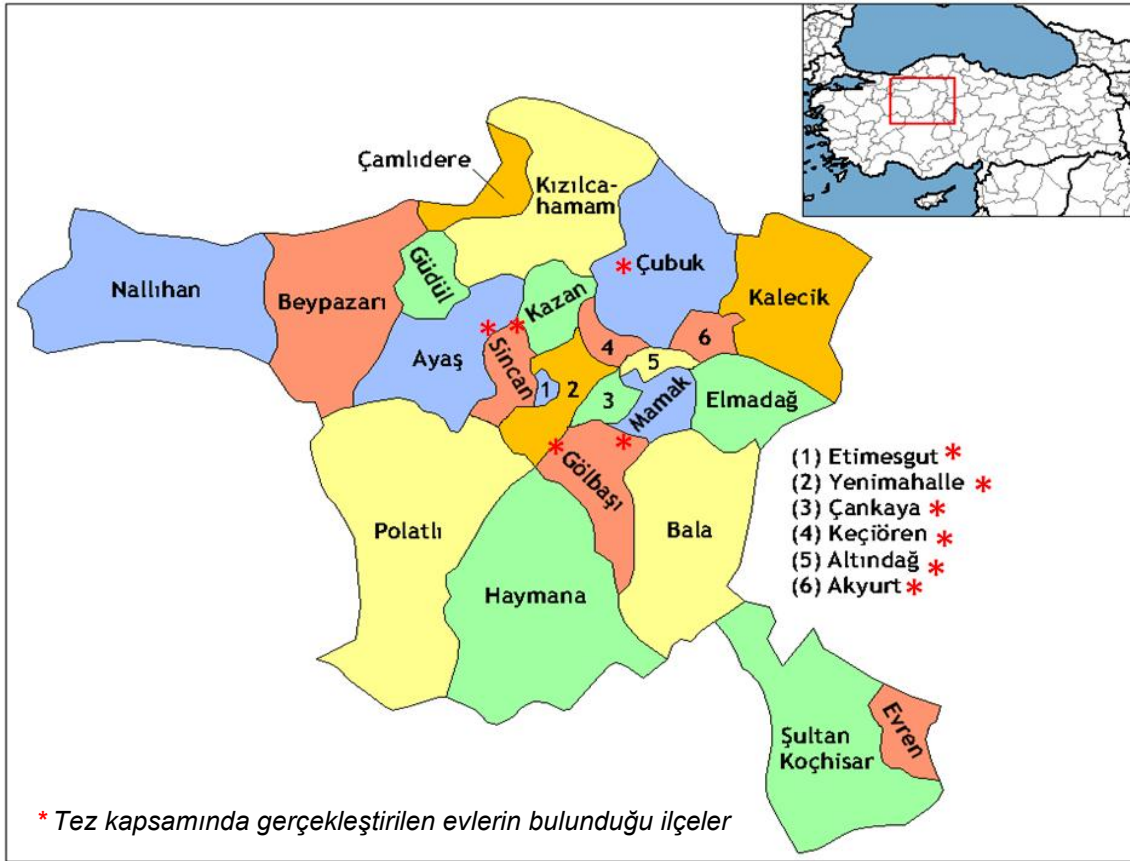 Çamlıdere
Kızılca-
hamam
Çubuk
*
Nallıhan
Beypazarı
Güdül
Kazan
Kalecik
*
*
Ayaş
Sincan
4
6
5
1
2
3
Mamak
Elmadağ
*
*
Gölbaşı
(1) Etimesgut *
(2) Yenimahalle *
(3) Çankaya *
(4) Keçiören *
(5) Altındağ *
(6) Akyurt *
Polatlı
Bala
Haymana
Şultan
Koçhisar
Evren
* Tez kapsamında gerçekleştirilen evlerin bulunduğu ilçeler